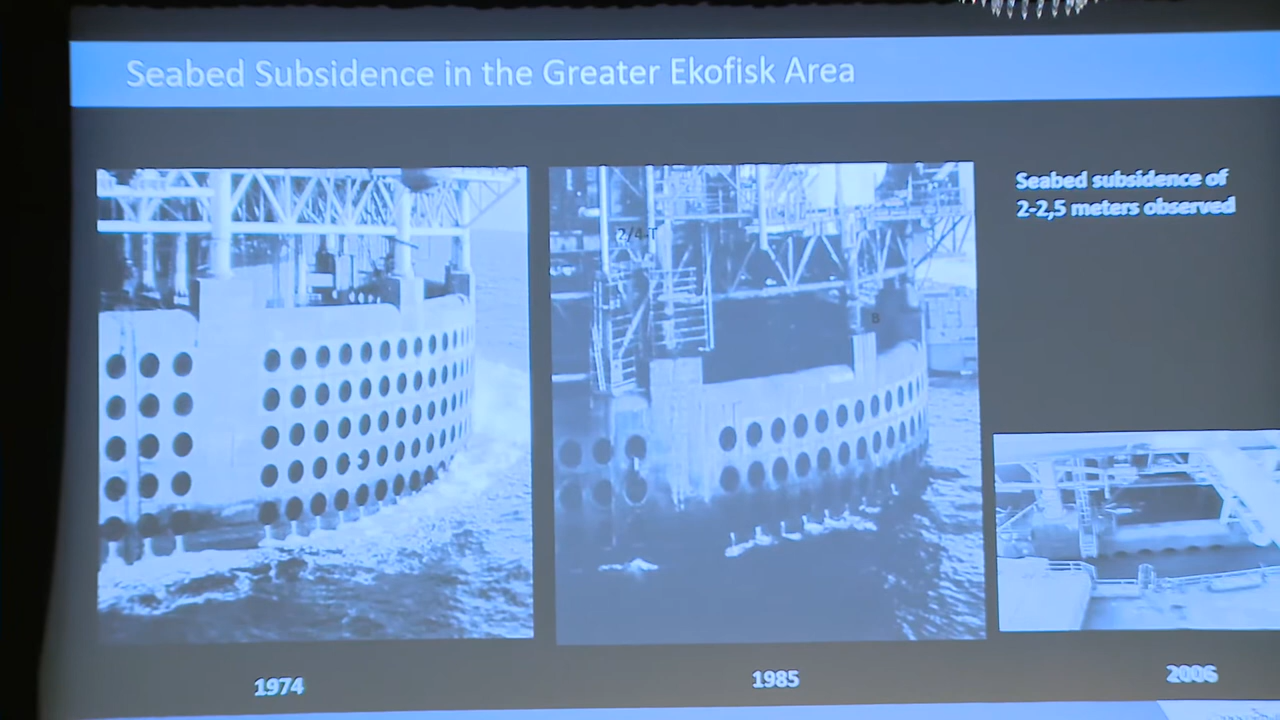 Seabed Subsidence in the Greater Ekofisk Area
Seabed subsidence of
2-2,5 meters observed
2/4-T
B
1974
1985
2006